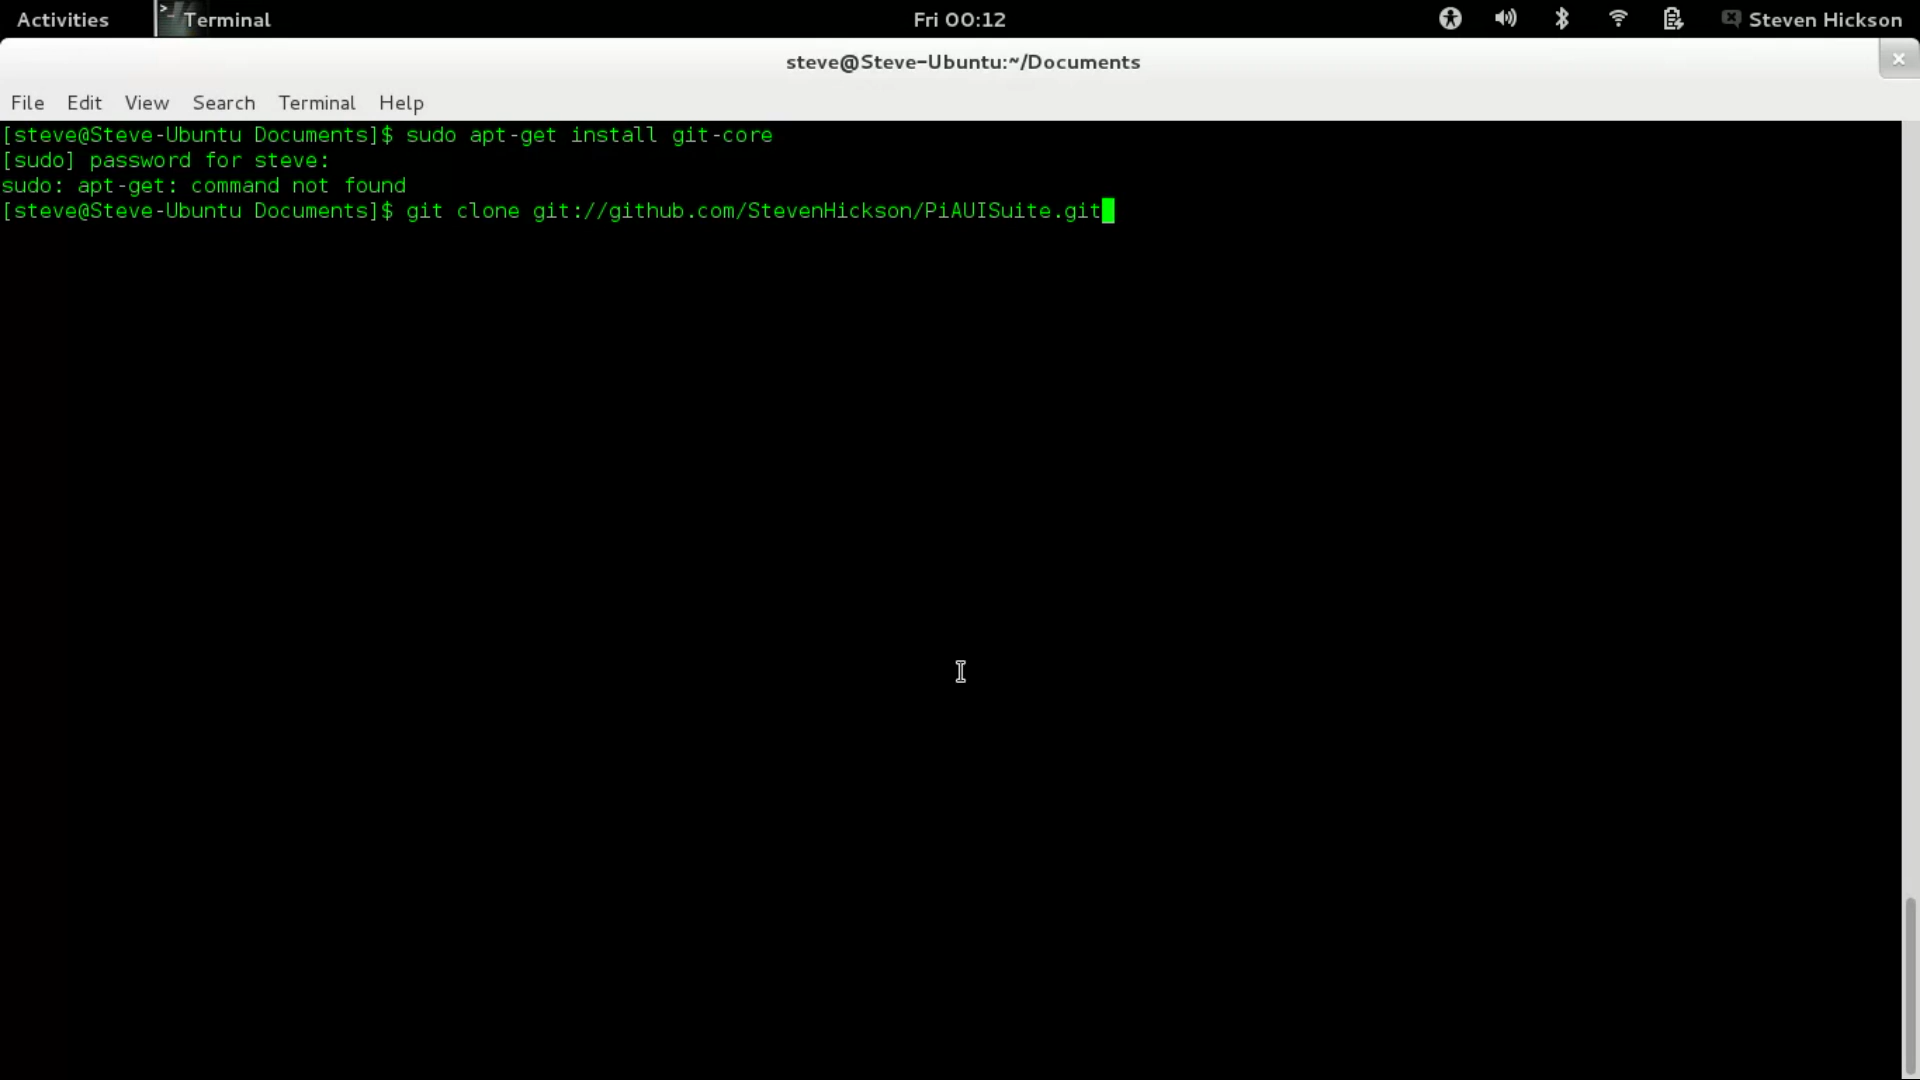 Activities Terminal Fri 00:12 Steven Hickson
steve@Steve-Ubuntu:~/Documents
File Edit View Search Terminal Help
[steve@Steve-Ubuntu Documents]$ sudo apt-get install git-core
[sudo] password for steve:
sudo: apt-get: command not found
[steve@Steve-Ubuntu Documents]$ git clone git://github.com/StevenHickson/PiAUISuite.git